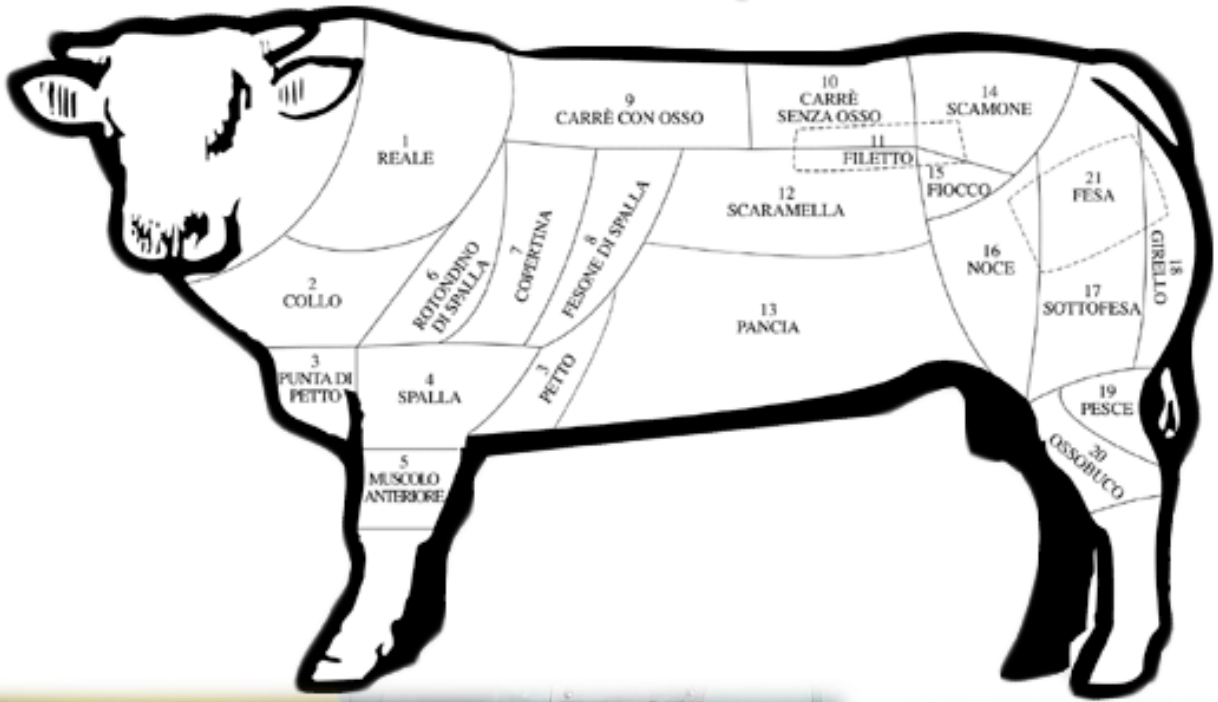 1
REALE
2
COLLO
3
PUNTA DI
PETTO
4
SPALLA
5
MUSCOLO
ANTERIORE
6
ROTONDINO
DI SPALLA
7
COPERTINA
8
FESONE DI SPALLA
3
PETTO
9
CARRÈ CON OSSO
10
CARRÈ
SENZA OSSO
11
FILETTO
12
SCARAMELLA
13
PANCIA
14
SCAMONE
15
FIOCCO
16
NOCE
21
FESA
17
SOTTOFESA
18
GIRELLO
19
PESCE
20
OSSOBUCO